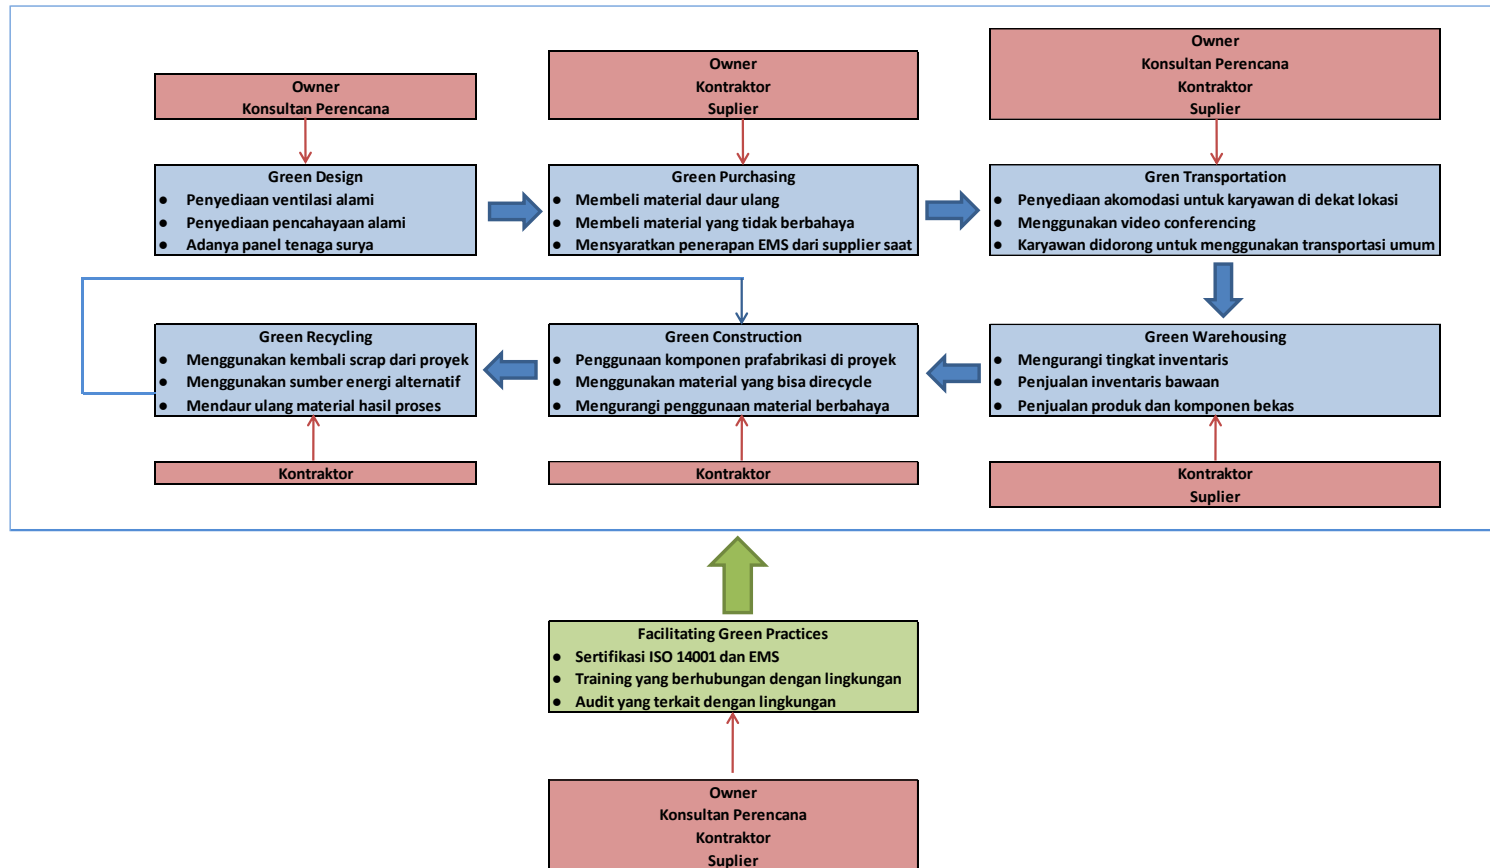 Owner
Konsultan Perencana
Owner
Kontraktor
Suplier
Owner
Konsultan Perencana
Kontraktor
Suplier
Green Design
● Penyediaan ventilasi alami
● Penyediaan pencahayaan alami
● Adanya panel tenaga surya
Green Purchasing
● Membeli material daur ulang
● Membeli material yang tidak berbahaya
● Mensyaratkan penerapan EMS dari supplier saat
Gren Transportation
● Penyediaan akomodasi untuk karyawan di dekat lokasi
● Menggunakan video conferencing
● Karyawan didorong untuk menggunakan transportasi umum
Green Recycling
● Menggunakan kembali scrap dari proyek
● Menggunakan sumber energi alternatif
● Mendaur ulang material hasil proses
Green Construction
● Penggunaan komponen prafabrikasi di proyek
● Menggunakan material yang bisa direcycle
● Mengurangi penggunaan material berbahaya
Green Warehousing
● Mengurangi tingkat inventaris
● Penjualan inventaris bawaan
● Penjualan produk dan komponen bekas
Kontraktor
Kontraktor
Kontraktor
Suplier
Facilitating Green Practices
● Sertifikasi ISO 14001 dan EMS
● Training yang berhubungan dengan lingkungan
● Audit yang terkait dengan lingkungan
Owner
Konsultan Perencana
Kontraktor
Suplier